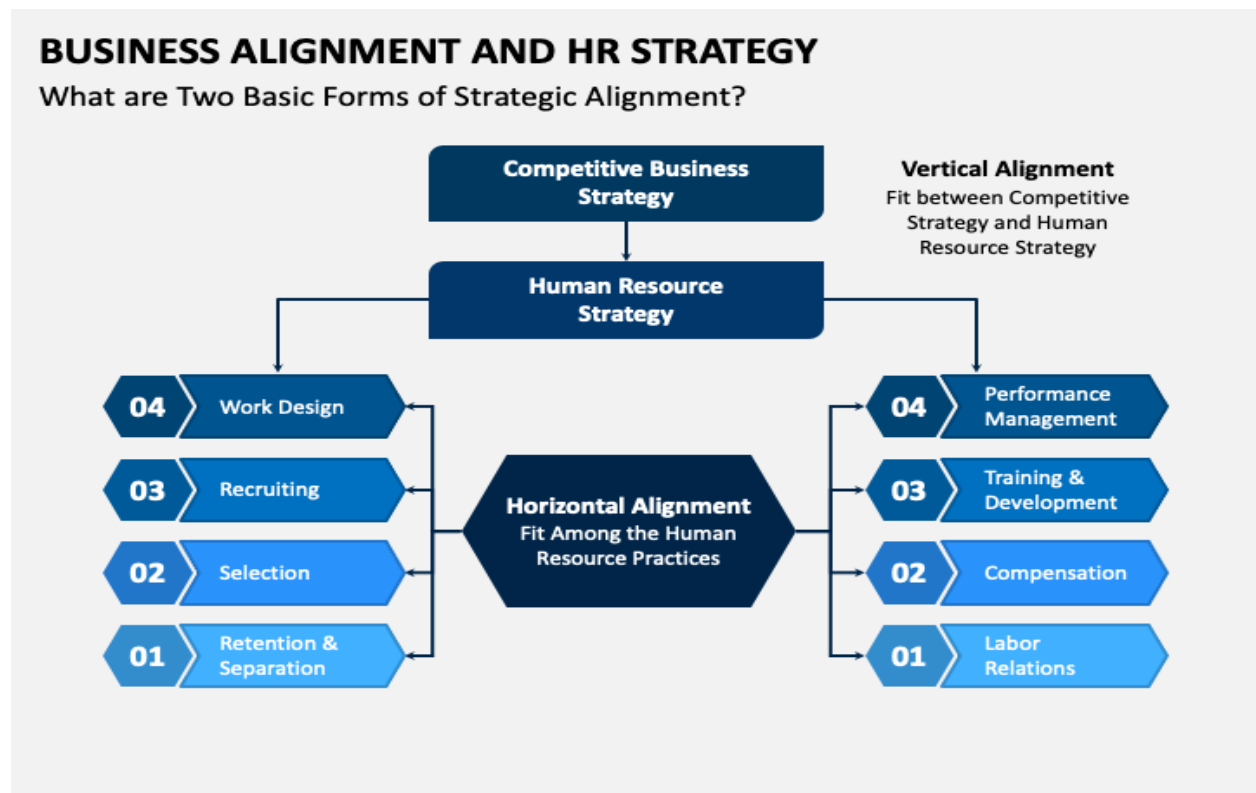 BUSINESS ALIGNMENT AND HR STRATEGY
What are Two Basic Forms of Strategic Alignment?
Competitive Business
Strategy
Vertical Alignment
Fit between Competitive
Strategy and Human
Resource Strategy
Human Resource
Strategy
04
Work Design
03
Recruiting
02
Selection
01
Retention &
Separation
Horizontal Alignment
Fit Among the Human
Resource Practices
04
Performance
Management
03
Training &
Development
02
Compensation
01
Labor
Relations